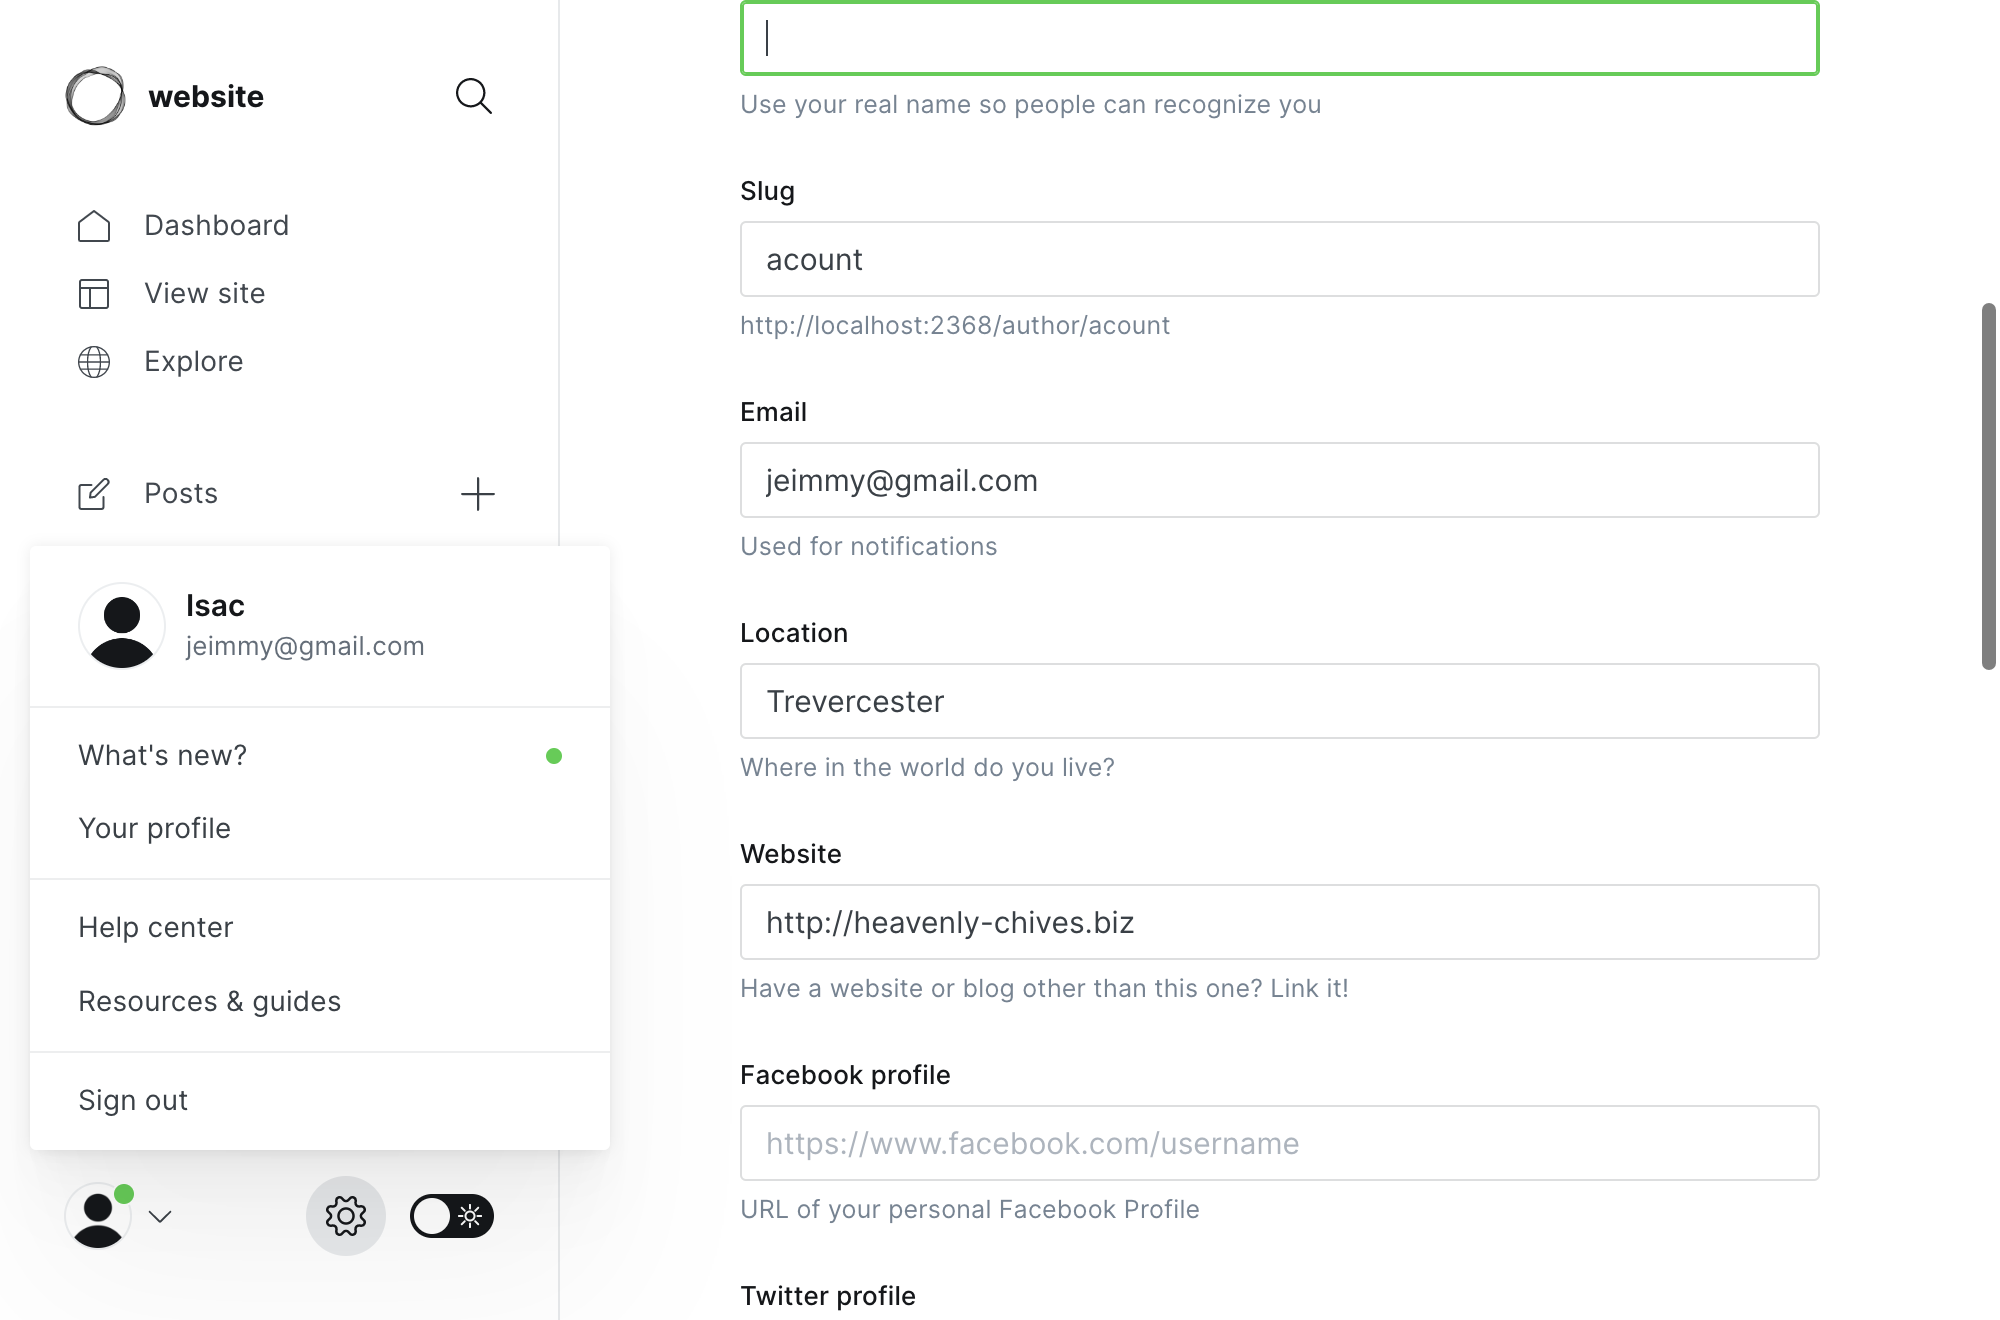 website
Dashboard
View site
Explore
Posts
Isac
jeimmy@gmail.com
What's new?
Your profile
Help center
Resources & guides
Sign out
Use your real name so people can recognize you
Slug
acount
http://localhost:2368/author/acount
Email
jeimmy@gmail.com
Used for notifications
Location
Trevercester
Where in the world do you live?
Website
http://heavenly-chives.biz
Have a website or blog other than this one? Link it!
Facebook profile
https://www.facebook.com/username
URL of your personal Facebook Profile
Twitter profile